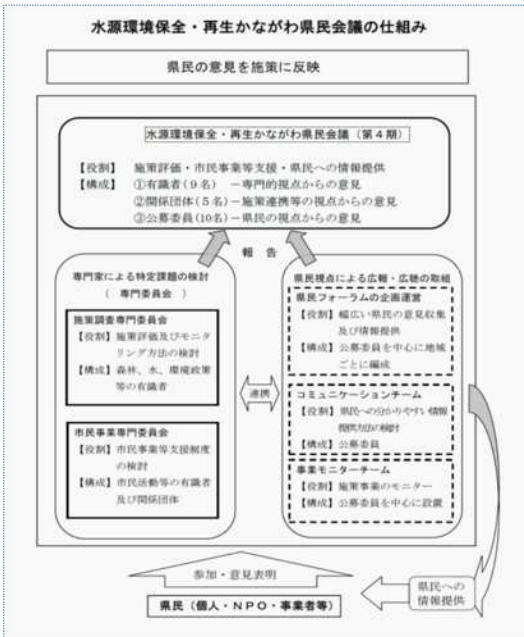 水源環境保全・再生かながわ県民会議の仕組み
県民の意見を施策に反映
水源環境保全・再生かながわ県民会議（第４期）
【役割】 施策評価・市民事業等支援・県民への情報提供
【構成】 ①有識者（９名） －専門的視点からの意見
②関係団体（５名）－施策連携等の視点からの意見
③公募委員（10名）－県民の視点からの意見
報 告
専門家による特定課題の検討
（ 専門委員会 ）
施策調査専門委員会
【役割】施策評価及びモニタ
リング方法の検討
【構成】森林、水、環境政策
等の有識者
市民事業専門委員会
【役割】市民事業等支援制度
の検討
【構成】市民活動等の有識者
及び関係団体
連携
県民視点による広報・広聴の取組
県民フォーラムの企画運営
【役割】幅広い県民の意見収集
及び情報提供
【構成】公募委員を中心に地域
ごとに編成
コミュニケーションチーム
【役割】県民への分かりやすい情報
提供方法の検討
【構成】公募委員
事業モニターチーム
【役割】施策事業のモニター
【構成】公募委員を中心に設置
参加・意見表明
県民（個人・ＮＰＯ・事業者等）
県民への
情報提供